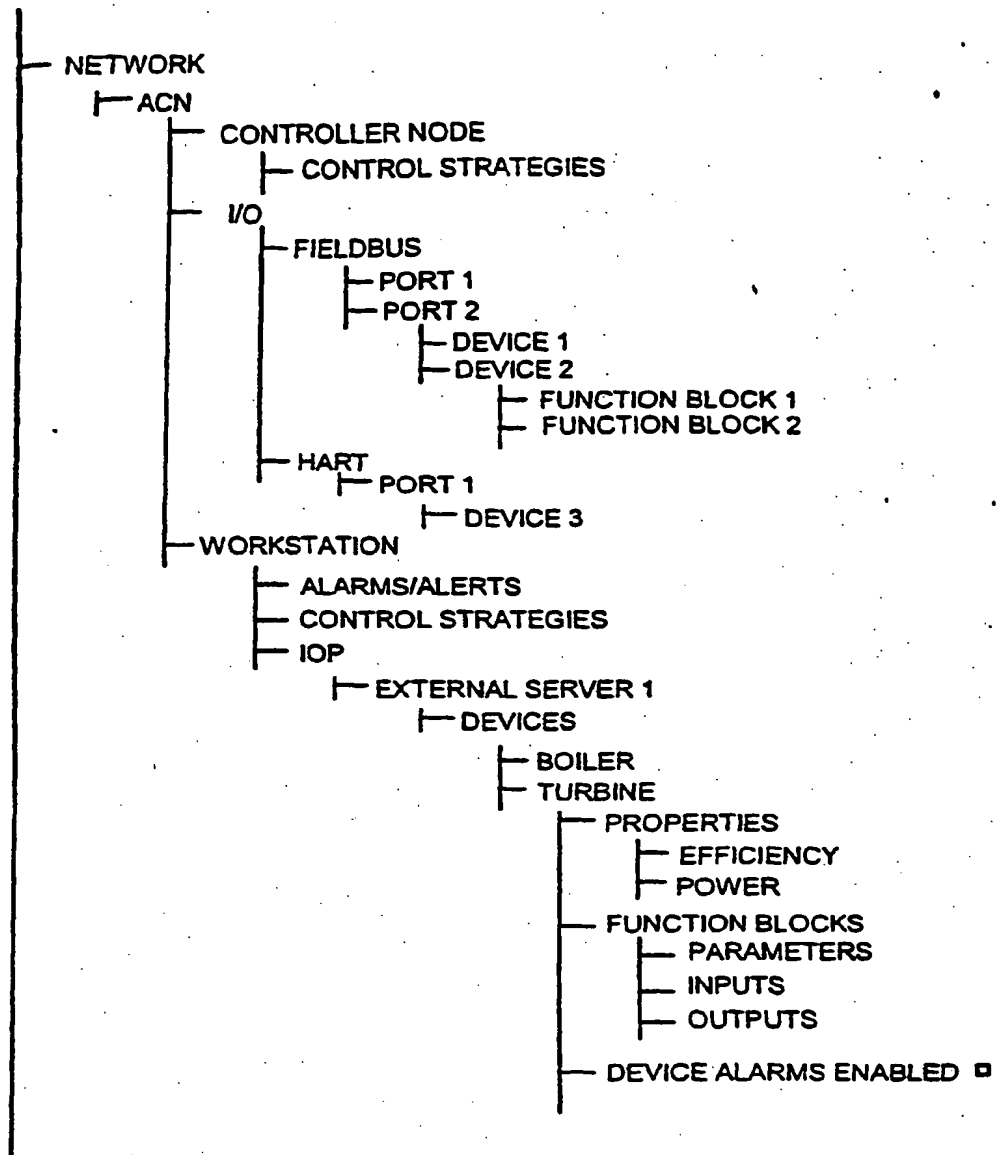 NETWORK
ACN
CONTROLLER NODE
CONTROL STRATEGIES
I/O
FIELDBUS
PORT 1
PORT 2
DEVICE 1
DEVICE 2
FUNCTION BLOCK 1
FUNCTION BLOCK 2
HART
PORT 1
DEVICE 3
WORKSTATION
ALARMS/ALERTS
CONTROL STRATEGIES
IOP
EXTERNAL SERVER 1
DEVICES
BOILER
TURBINE
PROPERTIES
EFFICIENCY
POWER
FUNCTION BLOCKS
PARAMETERS
INPUTS
OUTPUTS
DEVICE ALARMS ENABLED